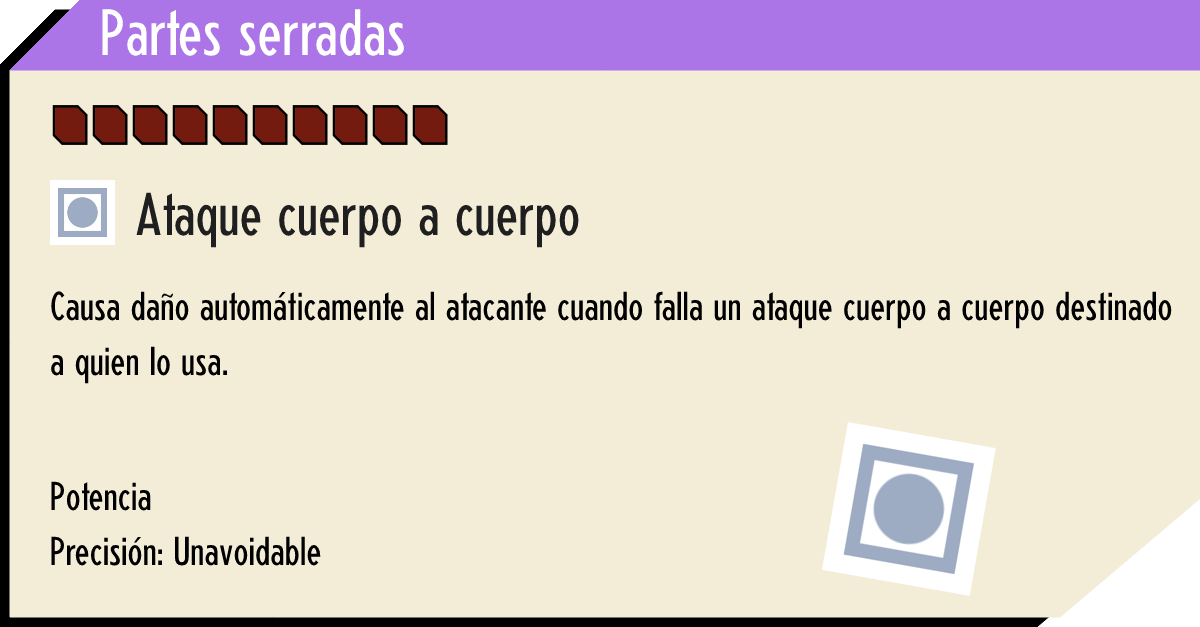 Partes serradas
Ataque cuerpo a cuerpo
Causa daño automáticamente al atacante cuando falla un ataque cuerpo a cuerpo destinado
a quien lo usa.
Potencia
Precisión: Unavoidable